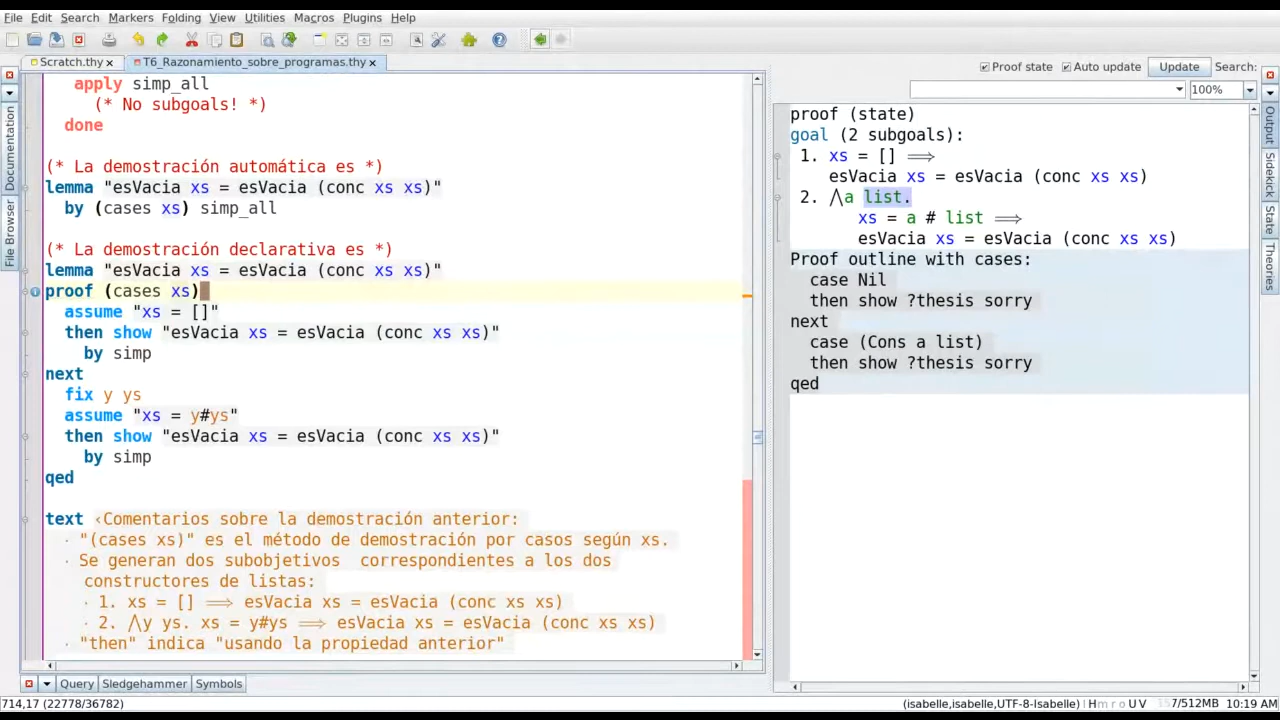 File Edit Search Markers Folding View Utilities Macros Plugins Help
Scratch.thy
T6_Razonamiento_sobre_programas.thy
Documentation
File Browser
apply simp_all
(* No subgoals! *)
done
(* La demostración automática es *)
lemma "esVacia xs = esVacia (conc xs xs)"
by (cases xs) simp_all
(* La demostración declarativa es *)
lemma "esVacia xs = esVacia (conc xs xs)"
proof (cases xs)
assume "xs = []"
then show "esVacia xs = esVacia (conc xs xs)"
by simp
next
fix y ys
assume "xs = y#ys"
then show "esVacia xs = esVacia (conc xs xs)"
by simp
qed
text ‹Comentarios sobre la demostración anterior:
· "(cases xs)" es el método de demostración por casos según xs.
· Se generan dos subobjetivos correspondientes a los dos
constructores de listas:
· 1. xs = [] ⟹ esVacia xs = esVacia (conc xs xs)
· 2. ⋀y ys. xs = y#ys ⟹ esVacia xs = esVacia (conc xs xs)
· "then" indica "usando la propiedad anterior"
Proof state Auto update Update Search:
100%
proof (state)
goal (2 subgoals):
1. xs = [] ⟹
esVacia xs = esVacia (conc xs xs)
2. ⋀a list.
xs = a # list ⟹
esVacia xs = esVacia (conc xs xs)
Proof outline with cases:
case Nil
then show ?thesis sorry
next
case (Cons a list)
then show ?thesis sorry
qed
Output
Sidekick
State
Theories
Query Sledgehammer Symbols
714,17 (22778/36782)
(isabelle,isabelle,UTF-8-Isabelle) | H m r o U V
7/512MB 10:19 AM